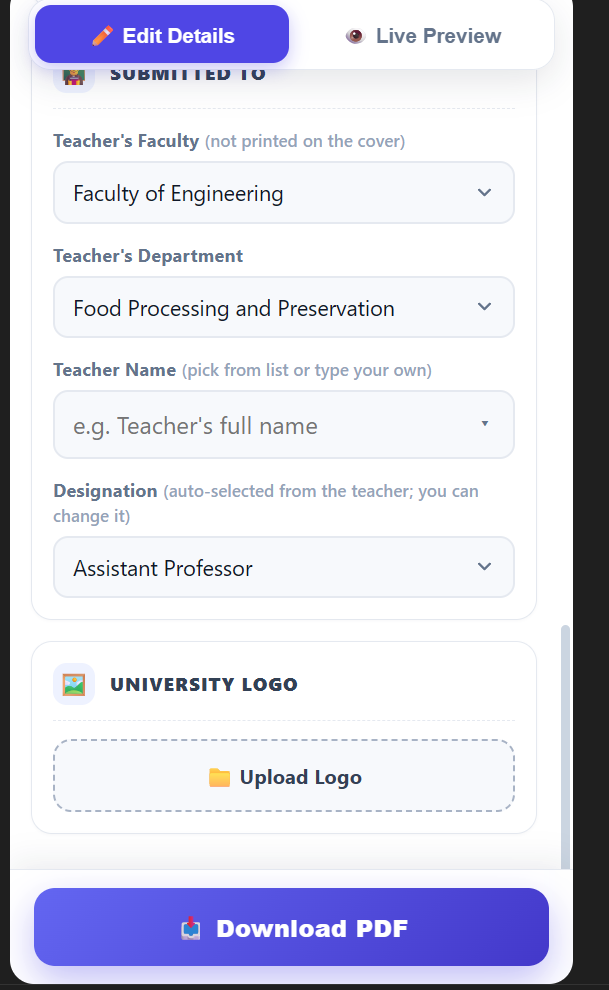 Edit Details
Live Preview
SUBMITTED TO
Teacher's Faculty (not printed on the cover)
Faculty of Engineering
Teacher's Department
Food Processing and Preservation
Teacher Name (pick from list or type your own)
e.g. Teacher's full name
Designation (auto-selected from the teacher; you can
change it)
Assistant Professor
UNIVERSITY LOGO
Upload Logo
Download PDF